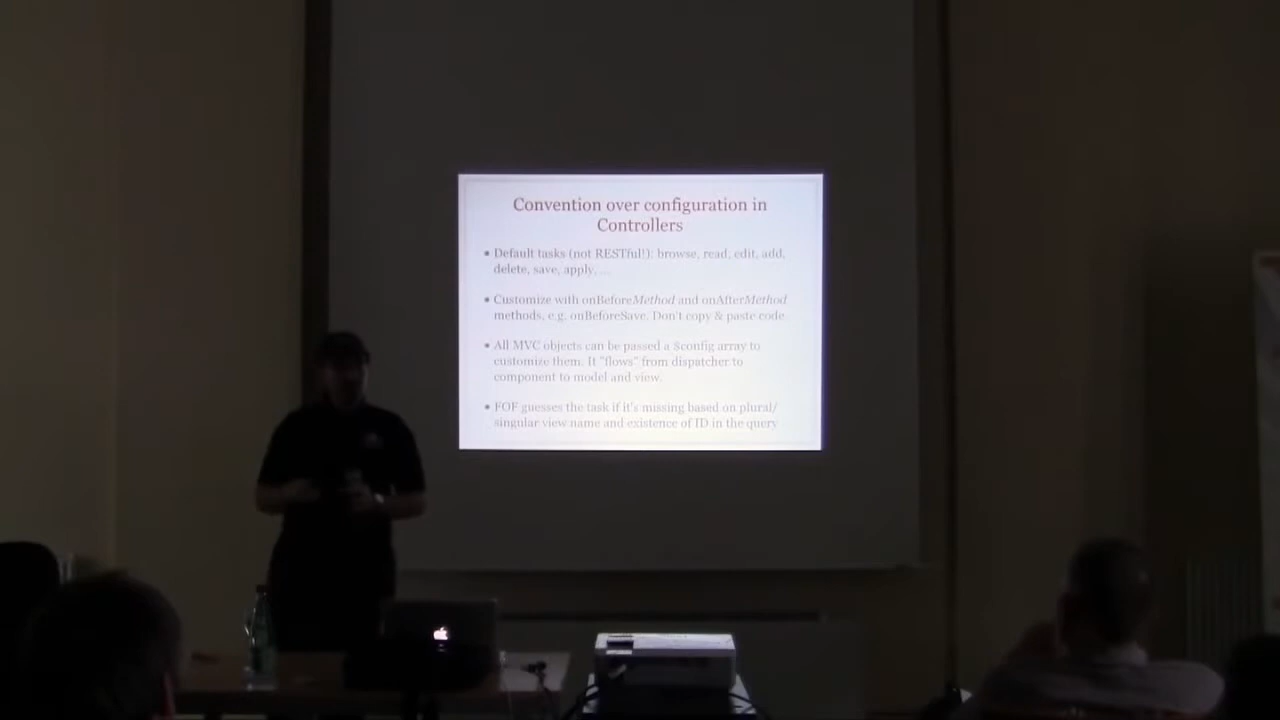 Convention over configuration in
Controllers
• Default tasks (not RESTful!): browse, read, edit, add,
delete, save, apply, ...
• Customize with onBeforeMethod and onAfterMethod
methods, e.g. onBeforeSave. Don't copy & paste code
• All MVC objects can be passed a $config array to
customize them. It "flows" from dispatcher to
component to model and view.
• FOF guesses the task if it's missing based on plural/
singular view name and existence of ID in the query